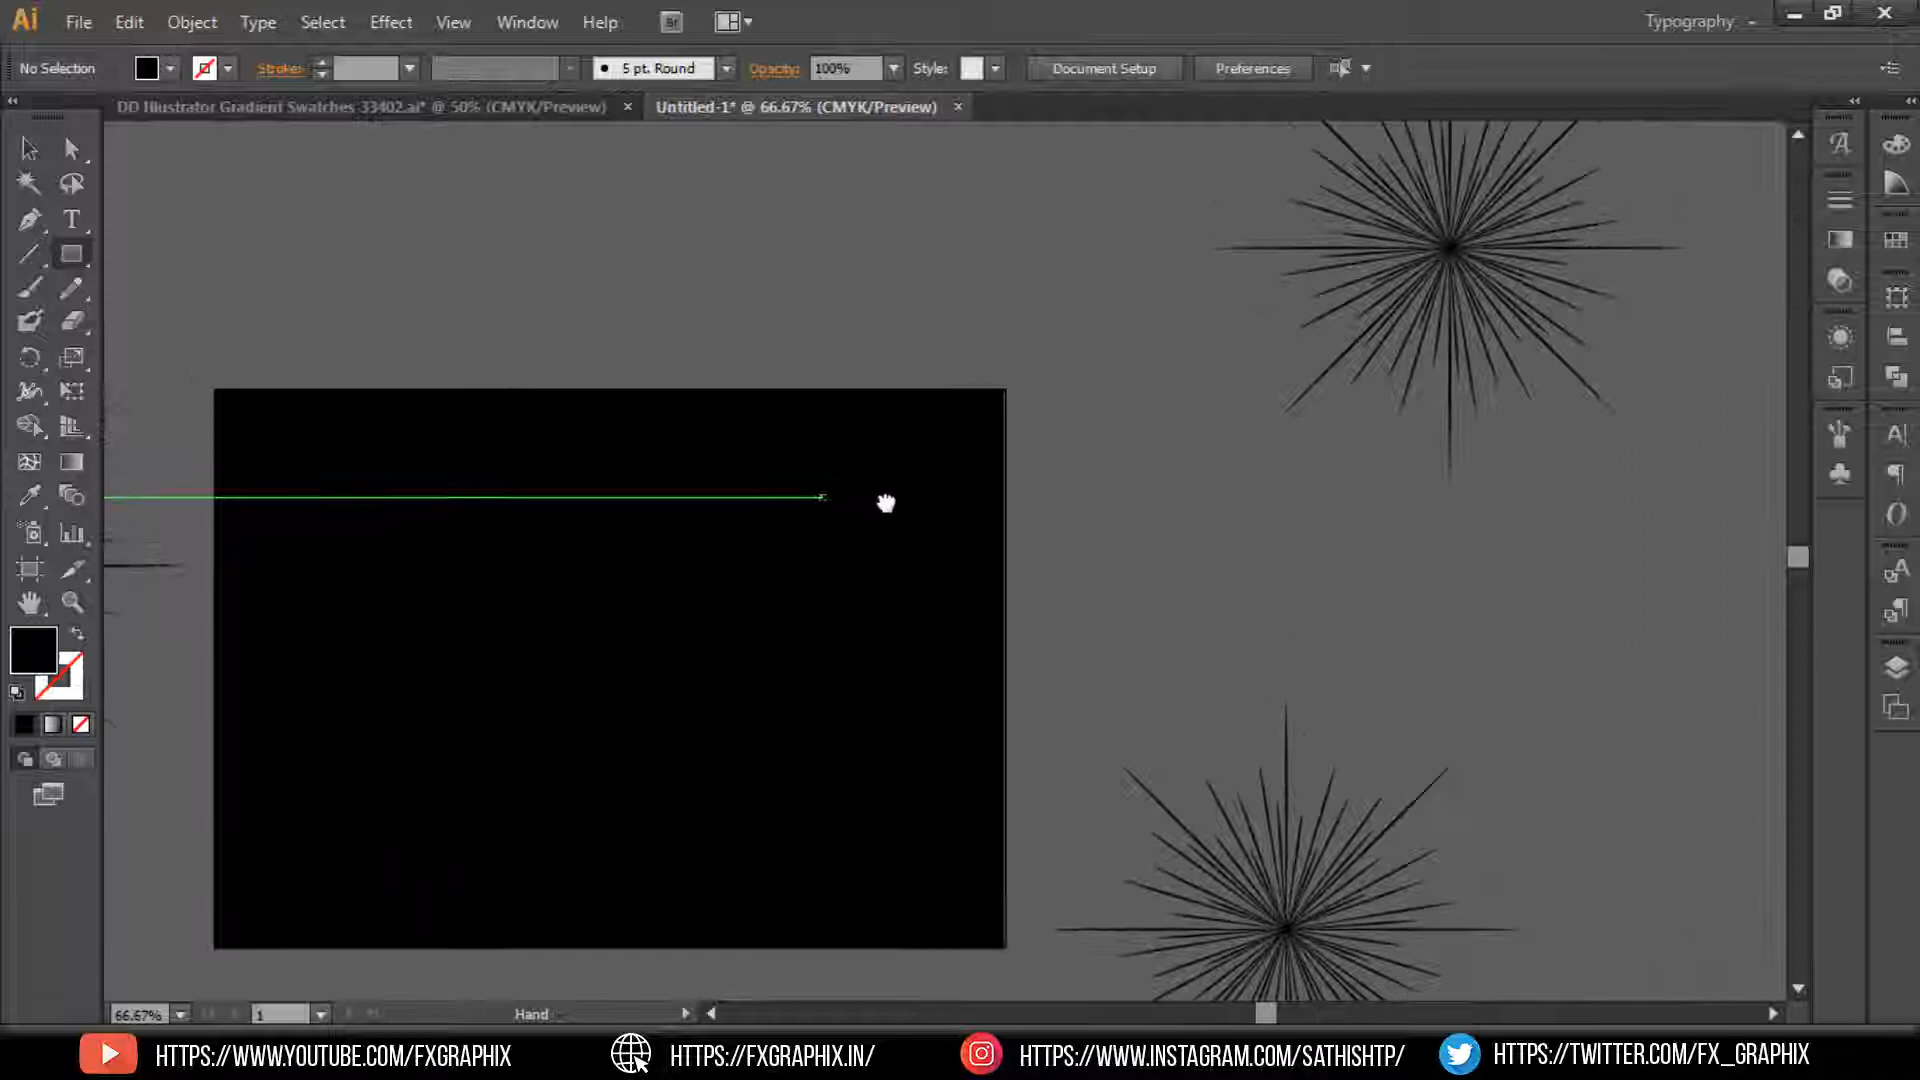 Ai File Edit Object Type Select Effect View Window Help Br Typography
No Selection Stroke: 5 pt. Round Opacity: 100% Style: Document Setup Preferences
DD Illustrator Gradient Swatches 33402.ai* @ 50% (CMYK/Preview) × Untitled-1* @ 66.67% (CMYK/Preview) ×
66.67% 1 Hand
HTTPS://WWW.YOUTUBE.COM/FXGRAPHIX HTTPS://FXGRAPHIX.IN/ HTTPS://WWW.INSTAGRAM.COM/SATHISHTP/ HTTPS://TWITTER.COM/FX_GRAPHIX